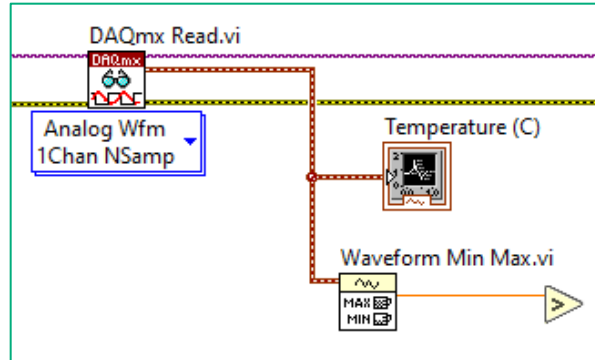 DAQmx Read.vi
DAQmx
Analog Wfm
1Chan NSamp
Temperature (C)
Waveform Min Max.vi
MAX
MIN
>